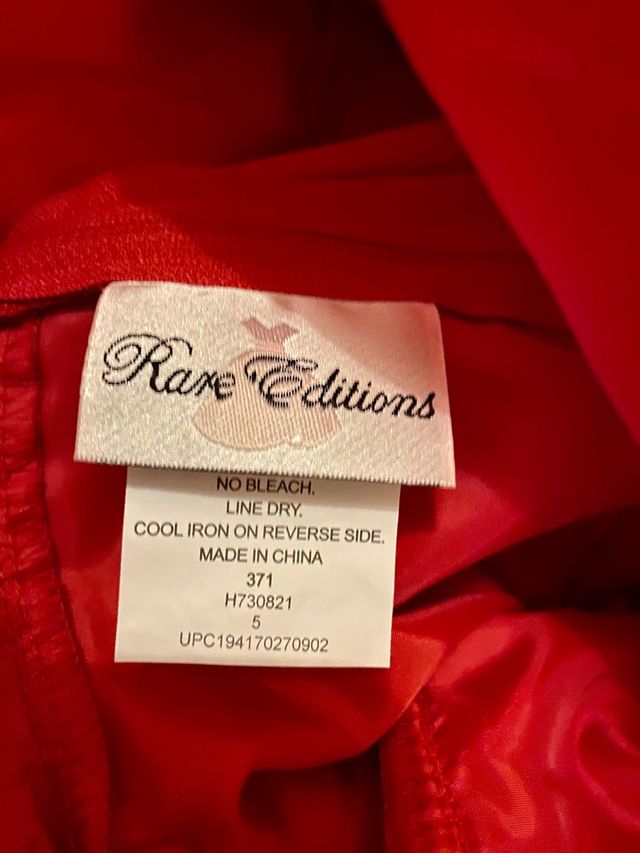 Rare Editions
NO BLEACH.
LINE DRY.
COOL IRON ON REVERSE SIDE.
MADE IN CHINA
371
H730821
5
UPC194170270902